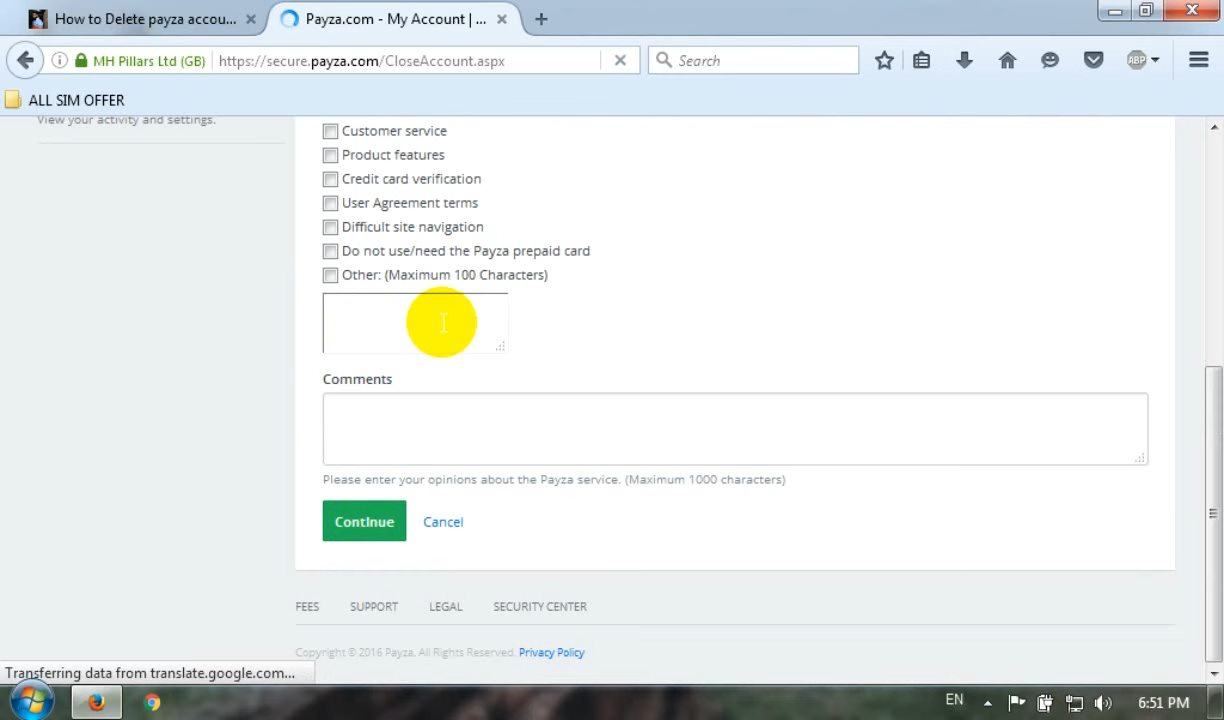 How to Delete payza accou...
Payza.com - My Account | ...
MH Pillars Ltd (GB)
https://secure.payza.com/CloseAccount.aspx
Search
ABP
ALL SIM OFFER
View your activity and settings.
Customer service
Product features
Credit card verification
User Agreement terms
Difficult site navigation
Do not use/need the Payza prepaid card
Other: (Maximum 100 Characters)
Comments
Please enter your opinions about the Payza service. (Maximum 1000 characters)
Continue
Cancel
FEES
SUPPORT
LEGAL
SECURITY CENTER
Copyright © 2016 Payza. All Rights Reserved. Privacy Policy
Transferring data from translate.google.com...
EN
6:51 PM